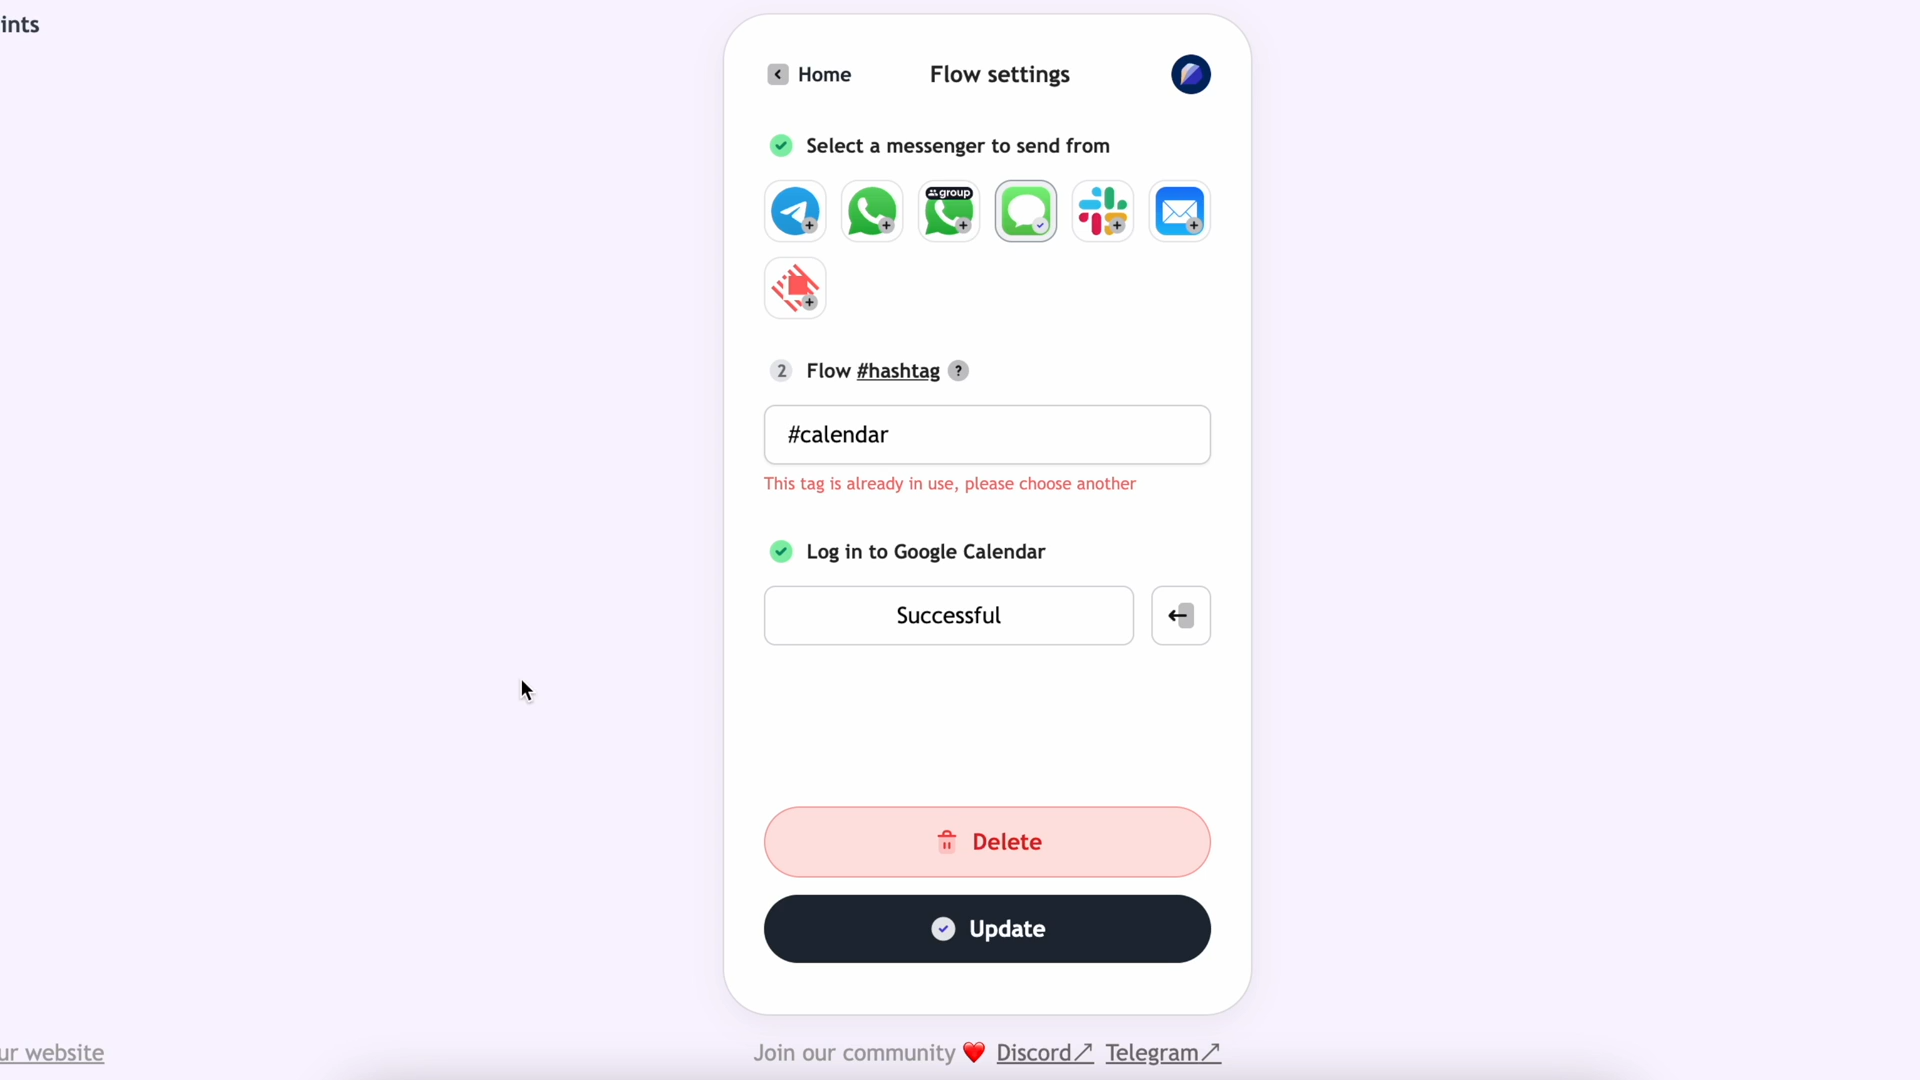 ints
Home
Flow settings
Select a messenger to send from
group
2 Flow #hashtag ?
#calendar
This tag is already in use, please choose another
Log in to Google Calendar
Successful
Delete
Update
ur website
Join our community ❤️ Discord↗ Telegram↗